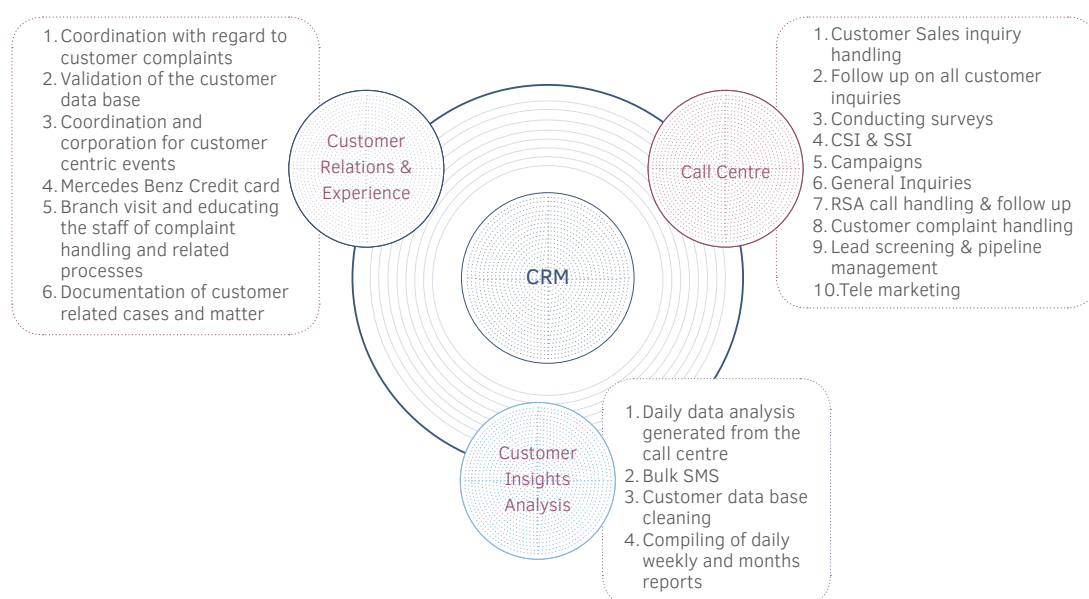 1. Coordination with regard to
customer complaints
2. Validation of the customer
data base
3. Coordination and
corporation for customer
centric events
4. Mercedes Benz Credit card
5. Branch visit and educating
the staff of complaint
handling and related
processes
6. Documentation of customer
related cases and matter
Customer
Relations &
Experience
CRM
Call Centre
1. Customer Sales inquiry
handling
2. Follow up on all customer
inquiries
3. Conducting surveys
4. CSI & SSI
5. Campaigns
6. General Inquiries
7. RSA call handling & follow up
8. Customer complaint handling
9. Lead screening & pipeline
management
10. Tele marketing
Customer
Insights
Analysis
1. Daily data analysis
generated from the
call centre
2. Bulk SMS
3. Customer data base
cleaning
4. Compiling of daily
weekly and months
reports